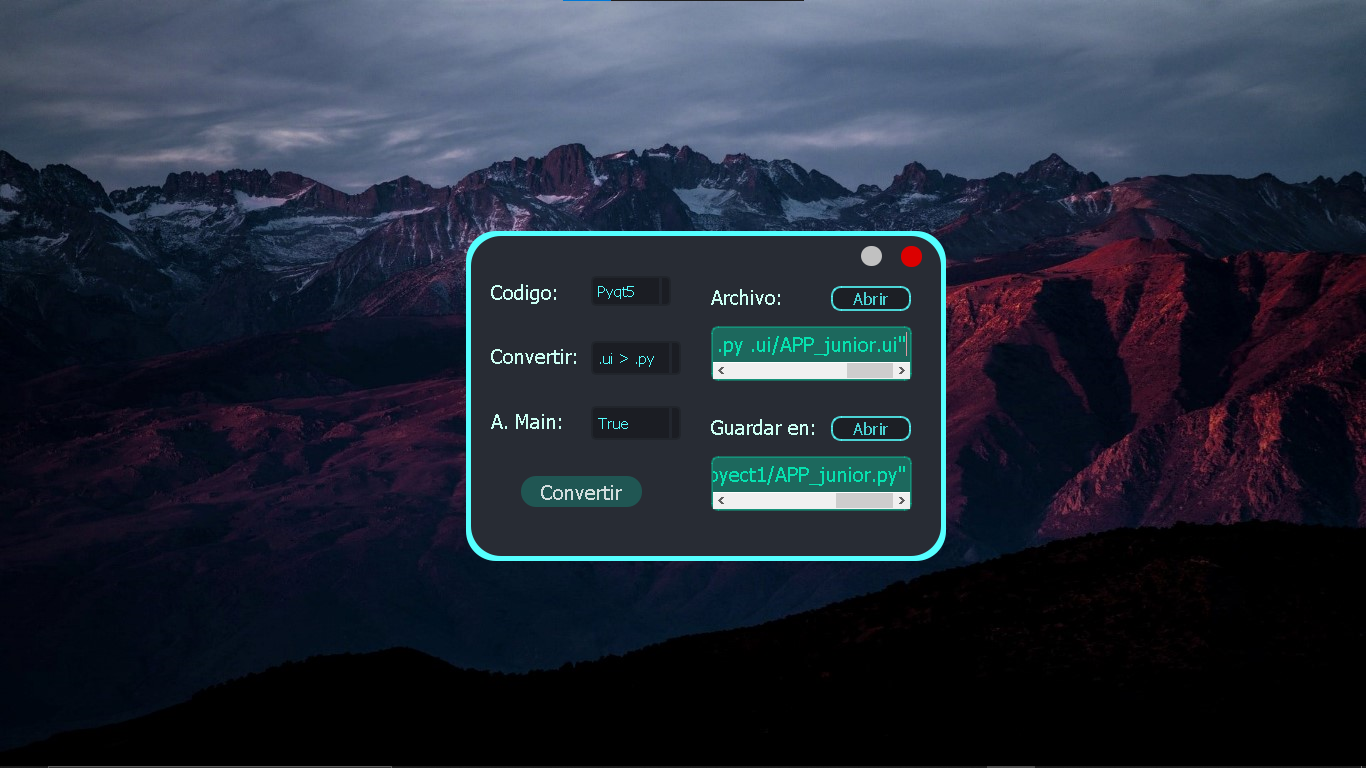 Codigo:
Pyqt5
Convertir:
.ui > .py
A. Main:
True
Convertir
Archivo:
Abrir
.py .ui/APP_junior.ui"
Guardar en:
Abrir
oyect1/APP_junior.py"